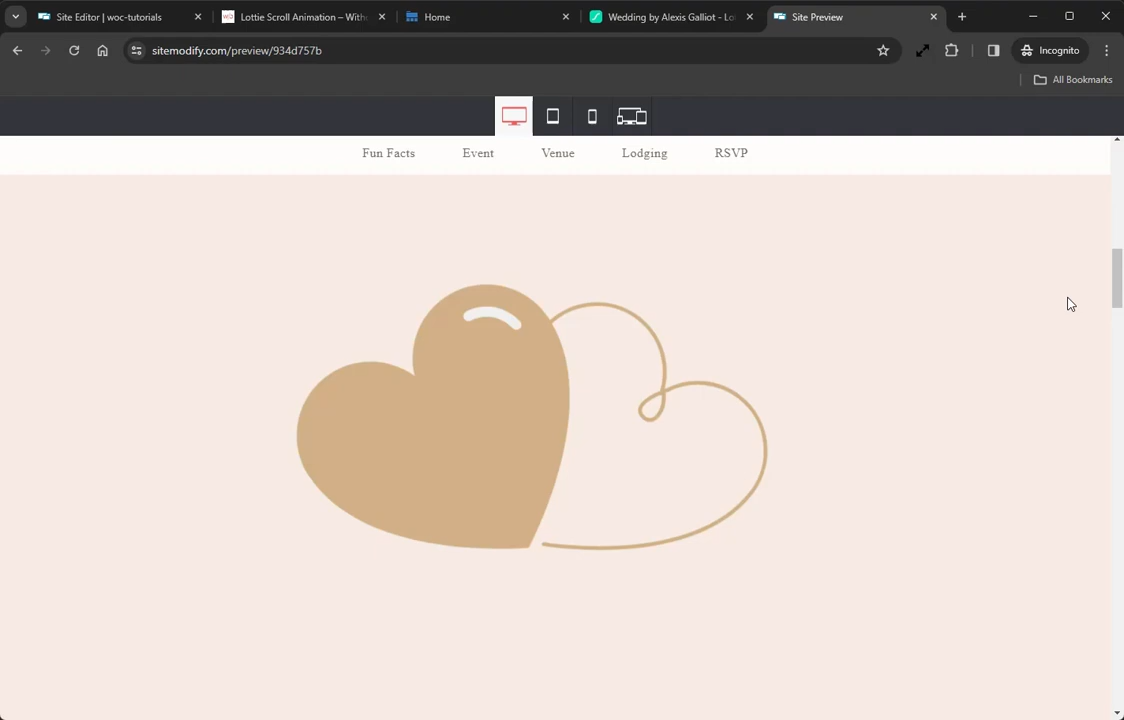 Site Editor | woc-tutorials
Lottie Scroll Animation – With
Home
Wedding by Alexis Galliot - Lo
Site Preview
sitemodify.com/preview/934d757b
Incognito
All Bookmarks
Fun Facts Event Venue Lodging RSVP